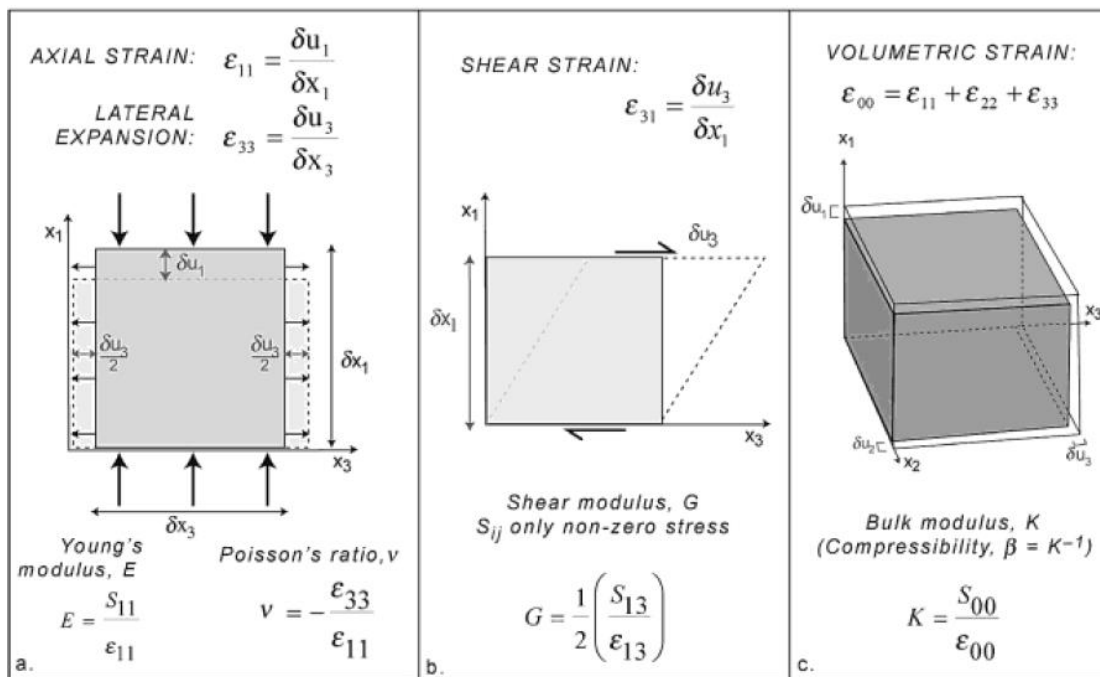 AXIAL STRAIN: ε₁₁ = δu₁/δx₁
LATERAL
EXPANSION: ε₃₃ = δu₃/δx₃
x₁
δu₁
δu₃/2
δu₃/2
δx₁
x₃
δx₃
Young's
modulus, E
E = S₁₁/ε₁₁
Poisson's ratio, ν
ν = −ε₃₃/ε₁₁
a.
SHEAR STRAIN:
ε₃₁ = δu₃/δx₁
x₁
δu₃
δx₁
x₃
Shear modulus, G
Sᵢⱼ only non-zero stress
G = 1/2 (S₁₃/ε₁₃)
b.
VOLUMETRIC STRAIN:
ε₀₀ = ε₁₁ + ε₂₂ + ε₃₃
x₁
δu₁
x₃
δu₂
x₂
δu₃
Bulk modulus, K
(Compressibility, β = K⁻¹)
K = S₀₀/ε₀₀
c.